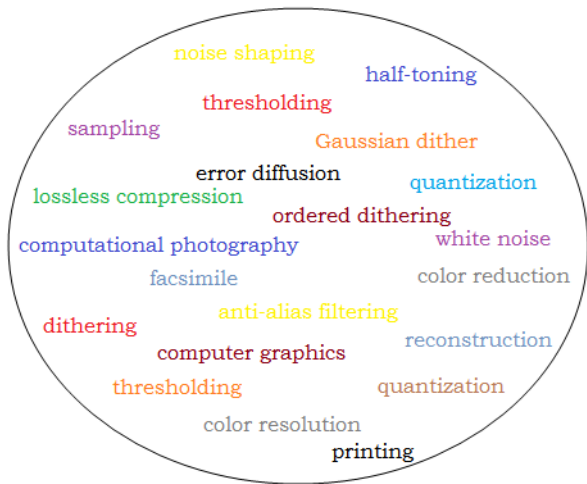 noise shaping
half-toning
thresholding
sampling
Gaussian dither
error diffusion
quantization
lossless compression
ordered dithering
white noise
computational photography
facsimile
color reduction
anti-alias filtering
dithering
reconstruction
computer graphics
thresholding
quantization
color resolution
printing